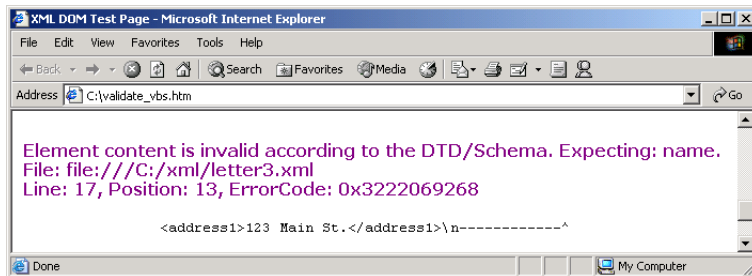 XML DOM Test Page - Microsoft Internet Explorer
File Edit View Favorites Tools Help
Back Search Favorites Media
Address C:\validate_vbs.htm Go
Element content is invalid according to the DTD/Schema. Expecting: name.
File: file:///C:/xml/letter3.xml
Line: 17, Position: 13, ErrorCode: 0x3222069268
<address1>123 Main St.</address1>\n------------^
Done My Computer